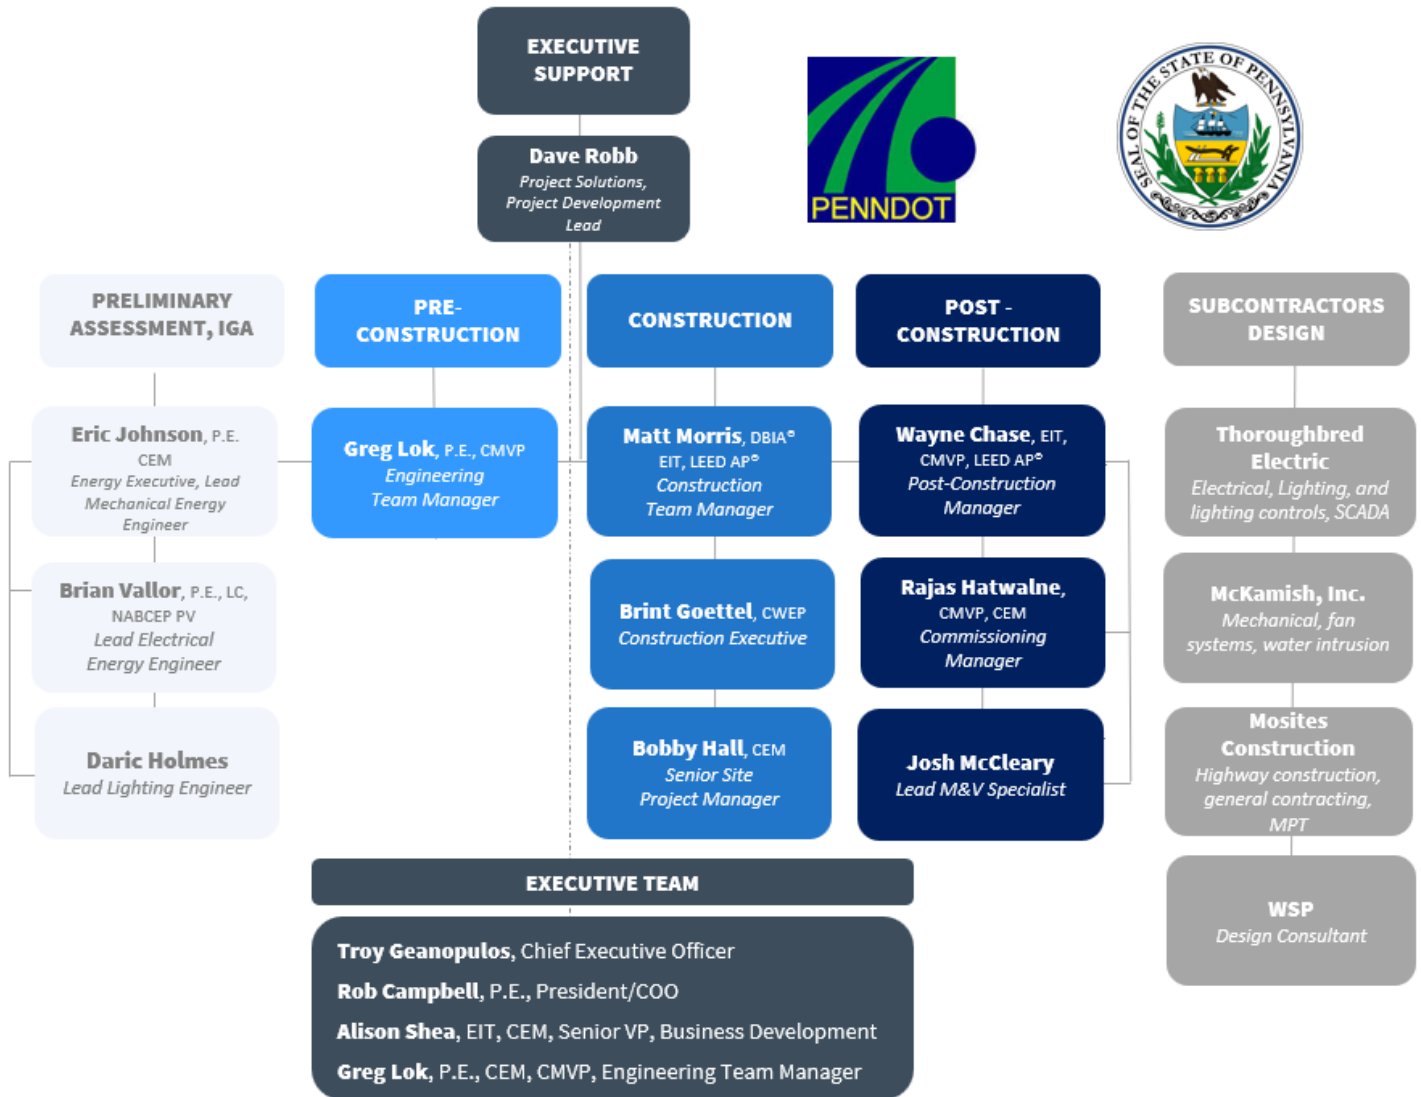 EXECUTIVE
SUPPORT
Dave Robb
Project Solutions,
Project Development
Lead
PENNDOT
SEAL OF THE STATE OF PENNSYLVANIA
PRELIMINARY
ASSESSMENT, IGA
Eric Johnson, P.E.
CEM
Energy Executive, Lead
Mechanical Energy
Engineer
Brian Vallor, P.E., LC,
NABCEP PV
Lead Electrical
Energy Engineer
Daric Holmes
Lead Lighting Engineer
PRE-
CONSTRUCTION
Greg Lok, P.E., CMVP
Engineering
Team Manager
CONSTRUCTION
Matt Morris, DBIA®
EIT, LEED AP®
Construction
Team Manager
Brint Goettel, CWEP
Construction Executive
Bobby Hall, CEM
Senior Site
Project Manager
POST -
CONSTRUCTION
Wayne Chase, EIT,
CMVP, LEED AP®
Post-Construction
Manager
Rajas Hatwalne,
CMVP, CEM
Commissioning
Manager
Josh McCleary
Lead M&V Specialist
SUBCONTRACTORS
DESIGN
Thoroughbred
Electric
Electrical, Lighting, and
lighting controls, SCADA
McKamish, Inc.
Mechanical, fan
systems, water intrusion
Mosites
Construction
Highway construction,
general contracting,
MPT
WSP
Design Consultant
EXECUTIVE TEAM
Troy Geanopulos, Chief Executive Officer
Rob Campbell, P.E., President/COO
Alison Shea, EIT, CEM, Senior VP, Business Development
Greg Lok, P.E., CEM, CMVP, Engineering Team Manager